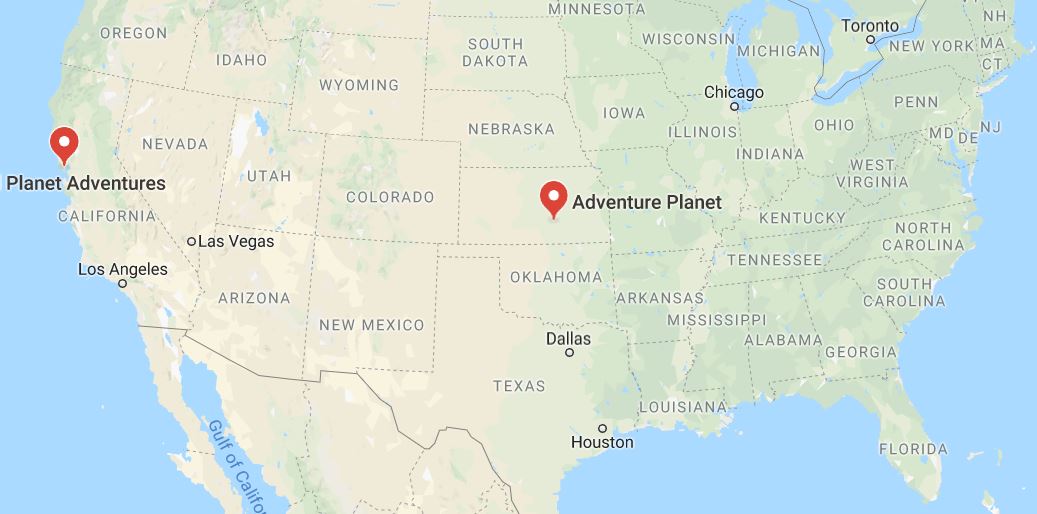 MINNESOTA
OREGON
IDAHO
WYOMING
SOUTH
DAKOTA
WISCONSIN
MICHIGAN
Toronto
NEW YORK
NH
MA
CT
NEBRASKA
IOWA
Chicago
ILLINOIS
INDIANA
OHIO
PENN
MD
DE
NJ
NEVADA
UTAH
COLORADO
WEST
VIRGINIA
Planet Adventures
Adventure Planet
KENTUCKY
CALIFORNIA
Las Vegas
Los Angeles
ARIZONA
NEW MEXICO
OKLAHOMA
ARKANSAS
TENNESSEE
NORTH
CAROLINA
SOUTH
CAROLINA
MISSISSIPPI
ALABAMA
GEORGIA
Dallas
TEXAS
LOUISIANA
Houston
FLORIDA
Gulf of Califo